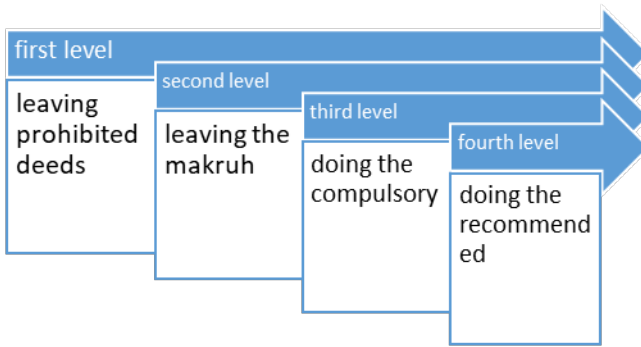 first level
leaving
prohibited
deeds
second level
leaving the
makruh
third level
doing the
compulsory
fourth level
doing the
recommend
ed